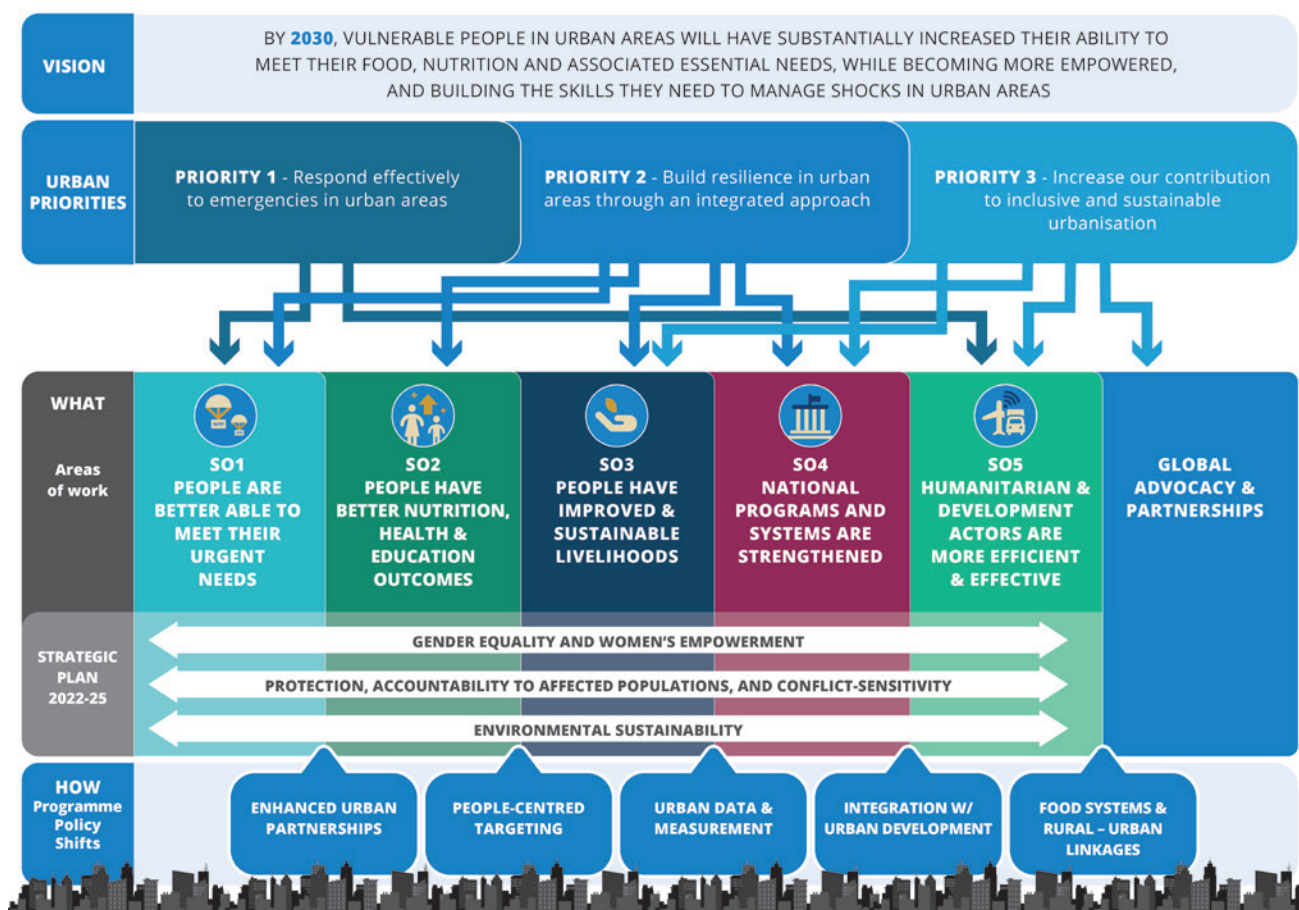 VISION
BY 2030, VULNERABLE PEOPLE IN URBAN AREAS WILL HAVE SUBSTANTIALLY INCREASED THEIR ABILITY TO
MEET THEIR FOOD, NUTRITION AND ASSOCIATED ESSENTIAL NEEDS, WHILE BECOMING MORE EMPOWERED,
AND BUILDING THE SKILLS THEY NEED TO MANAGE SHOCKS IN URBAN AREAS
URBAN
PRIORITIES
PRIORITY 1 - Respond effectively
to emergencies in urban areas
PRIORITY 2 - Build resilience in urban
areas through an integrated approach
PRIORITY 3 - Increase our contribution
to inclusive and sustainable
urbanisation
WHAT
Areas
of work
SO1
PEOPLE ARE
BETTER ABLE TO
MEET THEIR
URGENT
NEEDS
SO2
PEOPLE HAVE
BETTER NUTRITION,
HEALTH &
EDUCATION
OUTCOMES
SO3
PEOPLE HAVE
IMPROVED &
SUSTAINABLE
LIVELIHOODS
SO4
NATIONAL
PROGRAMS AND
SYSTEMS ARE
STRENGTHENED
SO5
HUMANITARIAN &
DEVELOPMENT
ACTORS ARE
MORE EFFICIENT
& EFFECTIVE
GLOBAL
ADVOCACY &
PARTNERSHIPS
STRATEGIC
PLAN
2022-25
GENDER EQUALITY AND WOMEN'S EMPOWERMENT
PROTECTION, ACCOUNTABILITY TO AFFECTED POPULATIONS, AND CONFLICT-SENSITIVITY
ENVIRONMENTAL SUSTAINABILITY
HOW
Programme
Policy
Shifts
ENHANCED URBAN
PARTNERSHIPS
PEOPLE-CENTRED
TARGETING
URBAN DATA &
MEASUREMENT
INTEGRATION W/
URBAN DEVELOPMENT
FOOD SYSTEMS &
RURAL – URBAN
LINKAGES